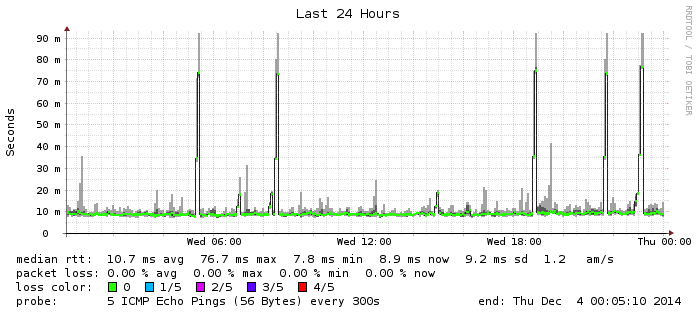 Last 24 Hours
RRDTOOL / TOBI OETIKER
Seconds
90 m
80 m
70 m
60 m
50 m
40 m
30 m
20 m
10 m
0
Wed 06:00 Wed 12:00 Wed 18:00 Thu 00:00
median rtt: 10.7 ms avg 76.7 ms max 7.8 ms min 8.9 ms now 9.2 ms sd 1.2 am/s
packet loss: 0.00 % avg 0.00 % max 0.00 % min 0.00 % now
loss color: 0 1/5 2/5 3/5 4/5
probe: 5 ICMP Echo Pings (56 Bytes) every 300s end: Thu Dec 4 00:05:10 2014